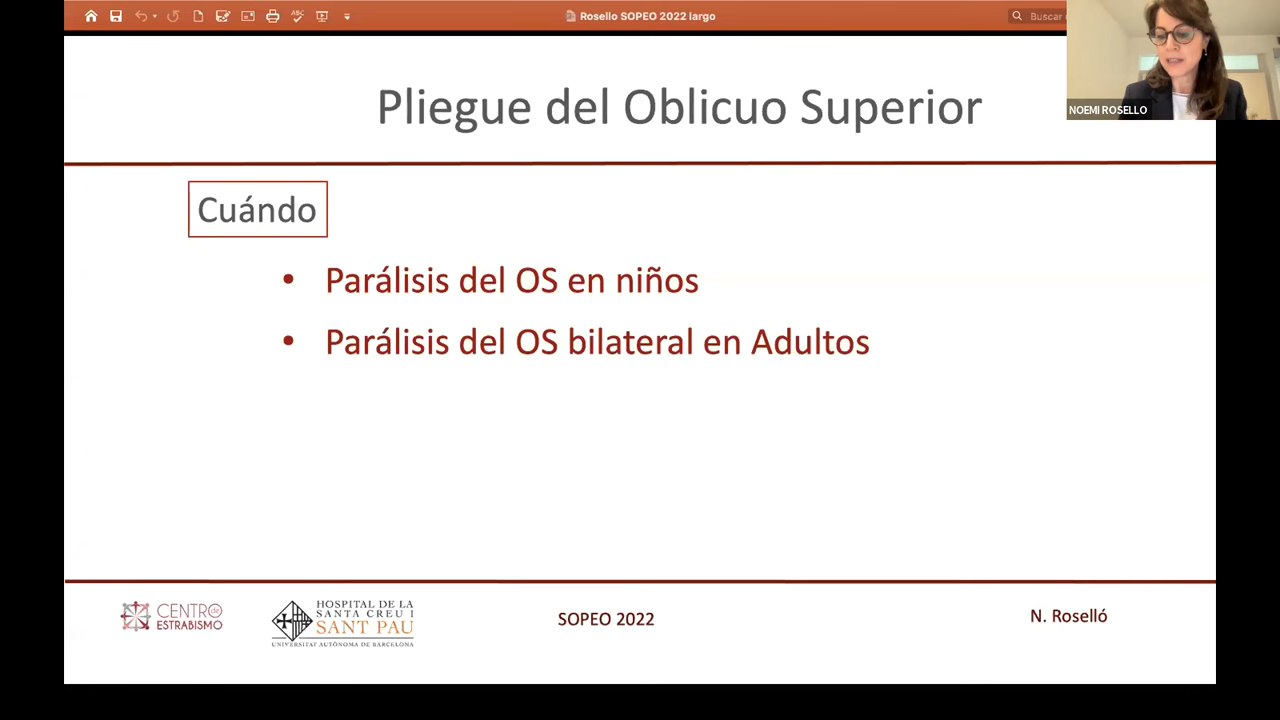 Rosello SOPEO 2022 largo
Buscar
ABC
NOEMI ROSELLO
Pliegue del Oblicuo Superior
Cuándo
• Parálisis del OS en niños
• Parálisis del OS bilateral en Adultos
CENTRO de
ESTRABISMO
HOSPITAL DE LA
SANTA CREU I
SANT PAU
UNIVERSITAT AUTÒNOMA DE BARCELONA
SOPEO 2022
N. Roselló